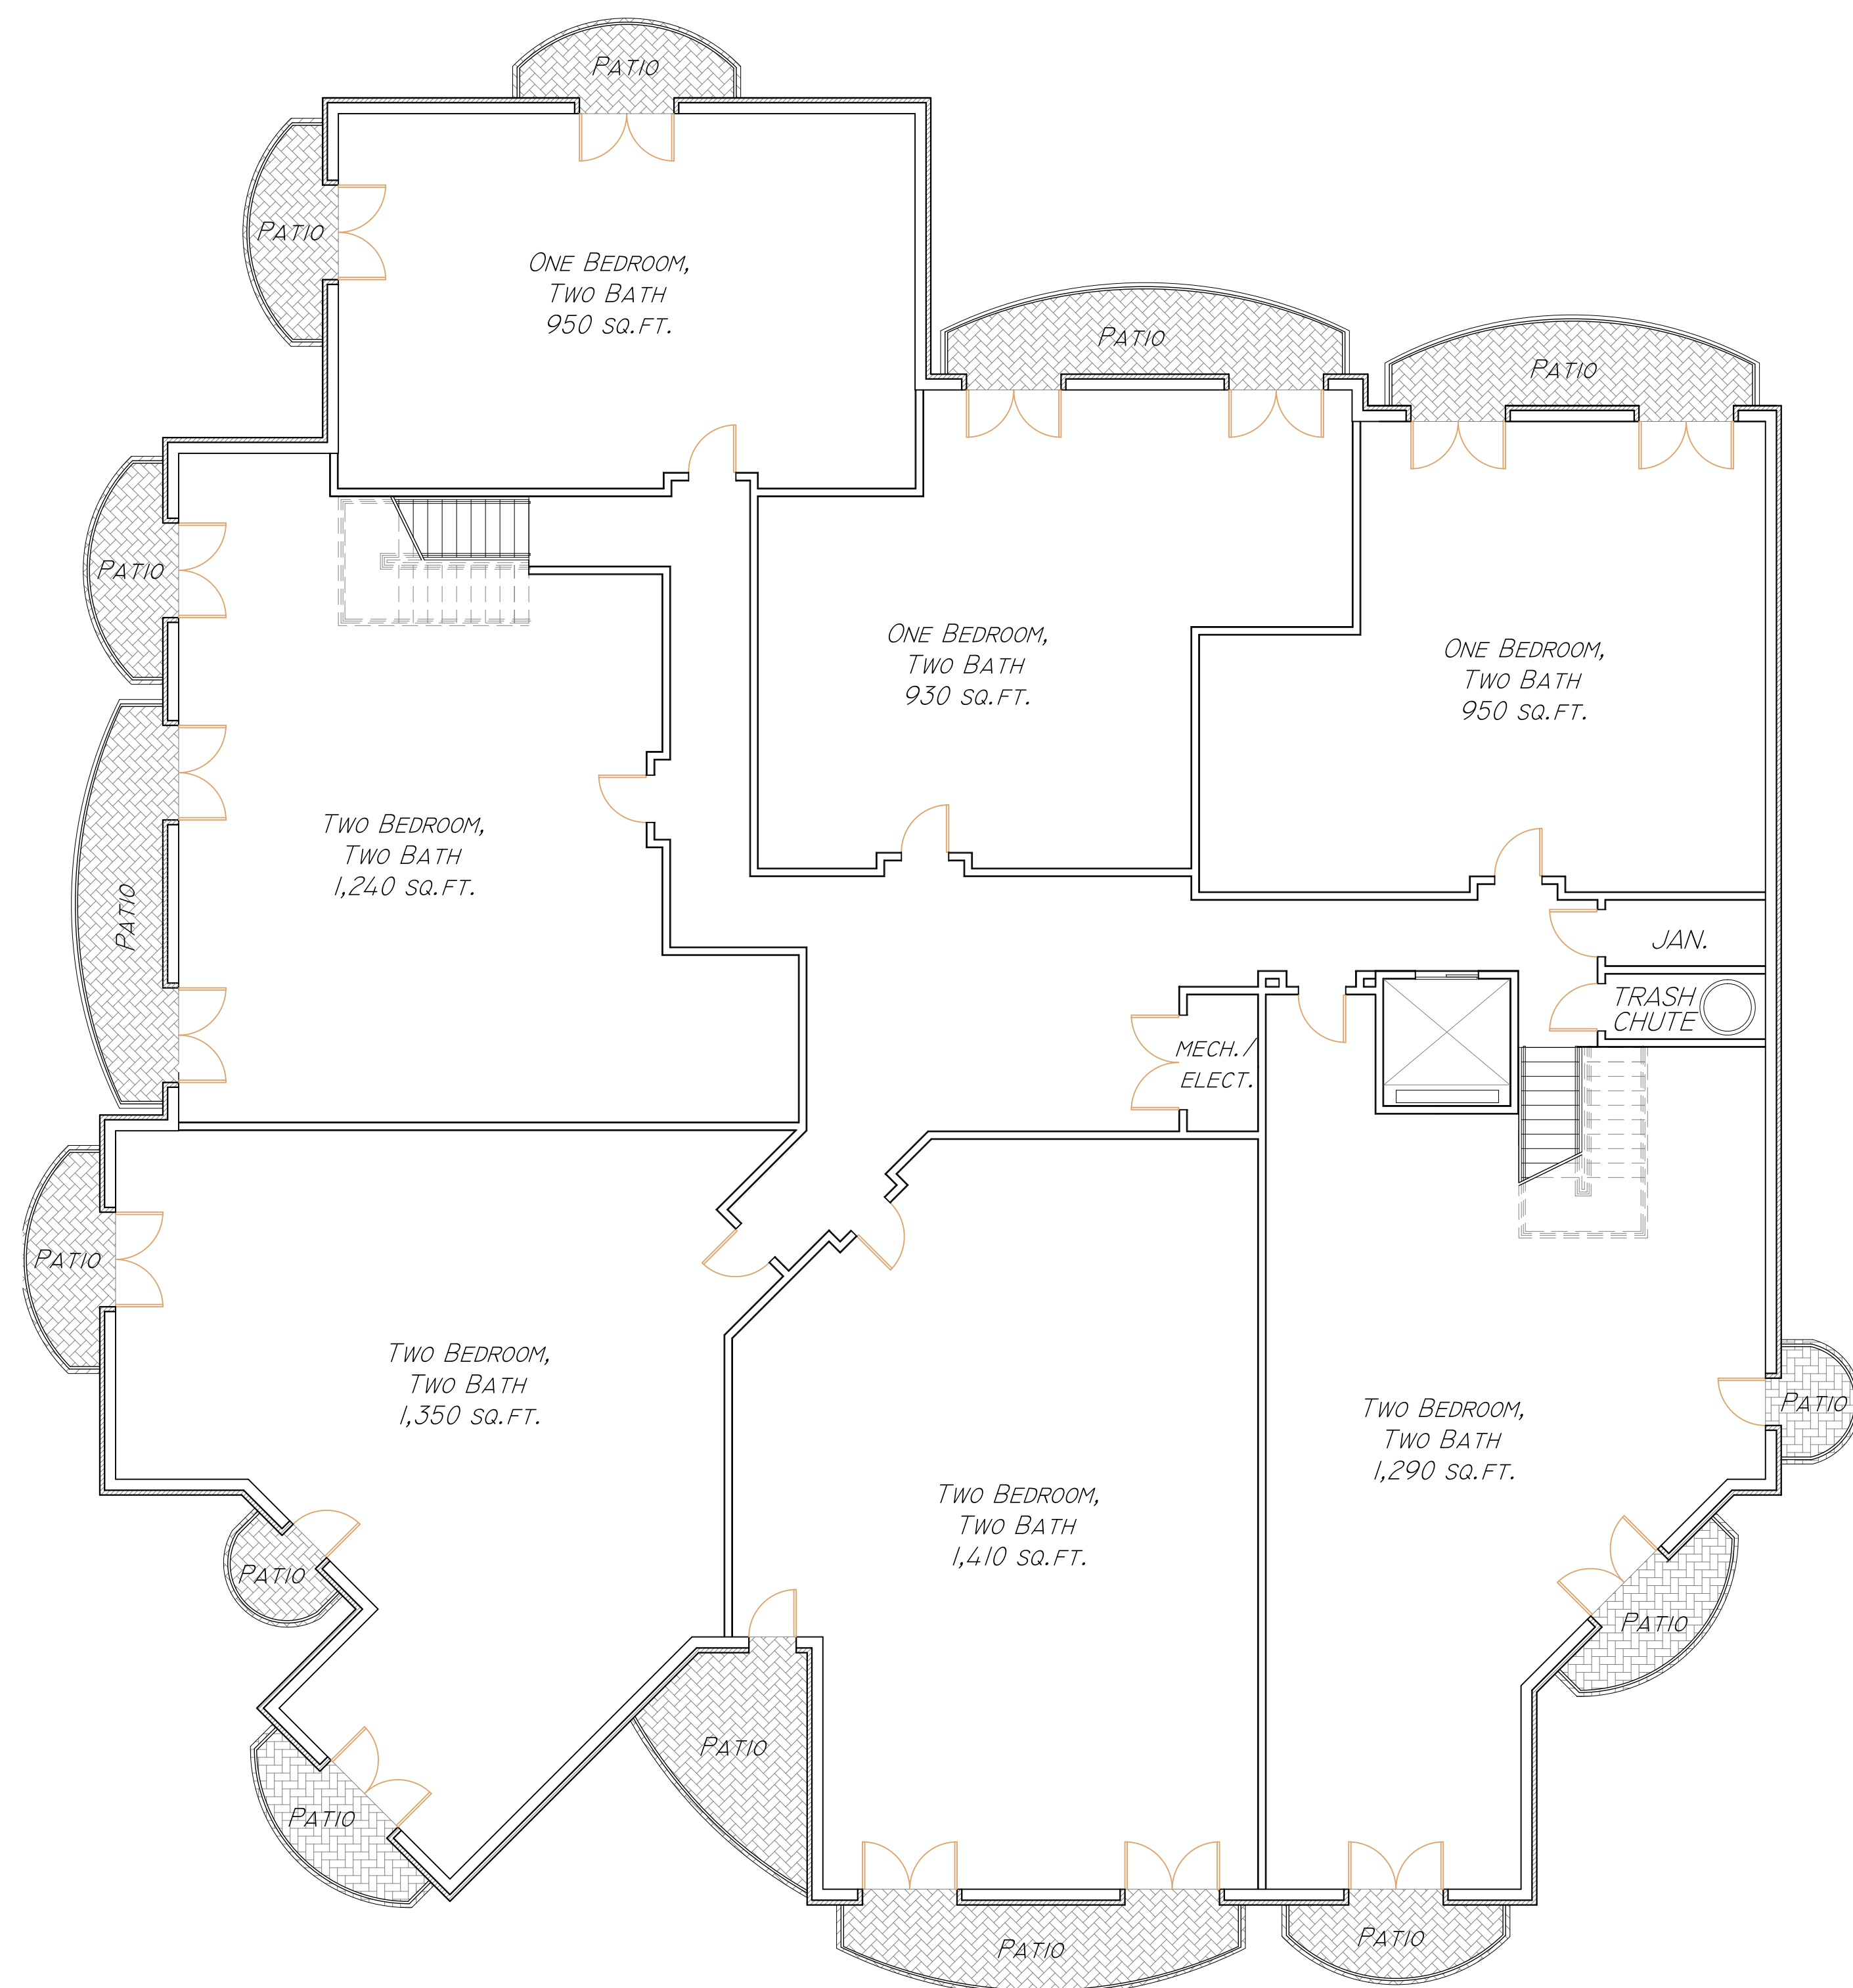 PATIO
PATIO
ONE BEDROOM,
TWO BATH
950 SQ.FT.
PATIO
PATIO
PATIO
ONE BEDROOM,
TWO BATH
930 SQ.FT.
ONE BEDROOM,
TWO BATH
950 SQ.FT.
TWO BEDROOM,
TWO BATH
1,240 SQ.FT.
PATIO
JAN.
TRASH
CHUTE
MECH./
ELECT.
PATIO
TWO BEDROOM,
TWO BATH
1,350 SQ.FT.
TWO BEDROOM,
TWO BATH
1,290 SQ.FT.
PATIO
TWO BEDROOM,
TWO BATH
1,410 SQ.FT.
PATIO
PATIO
PATIO
PATIO
PATIO
PATIO